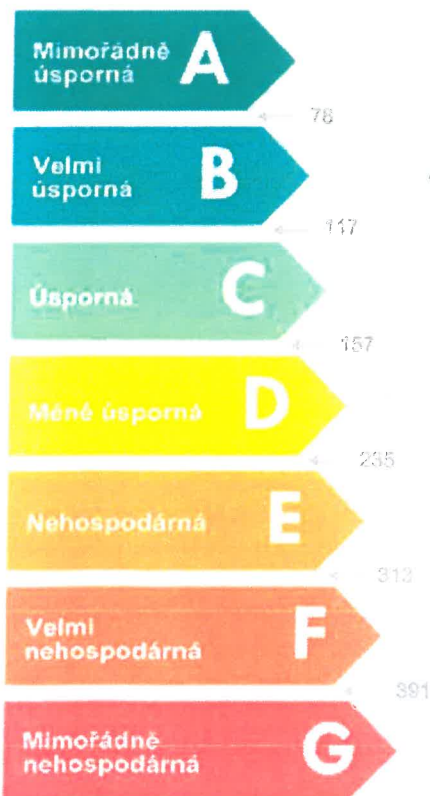 Mimořádně
úsporná A
78
Velmi
úsporná B
117
Úsporná C
157
Méně úsporná D
235
Nehospodárná E
313
Velmi
nehospodárná F
391
Mimořádně
nehospodárná G